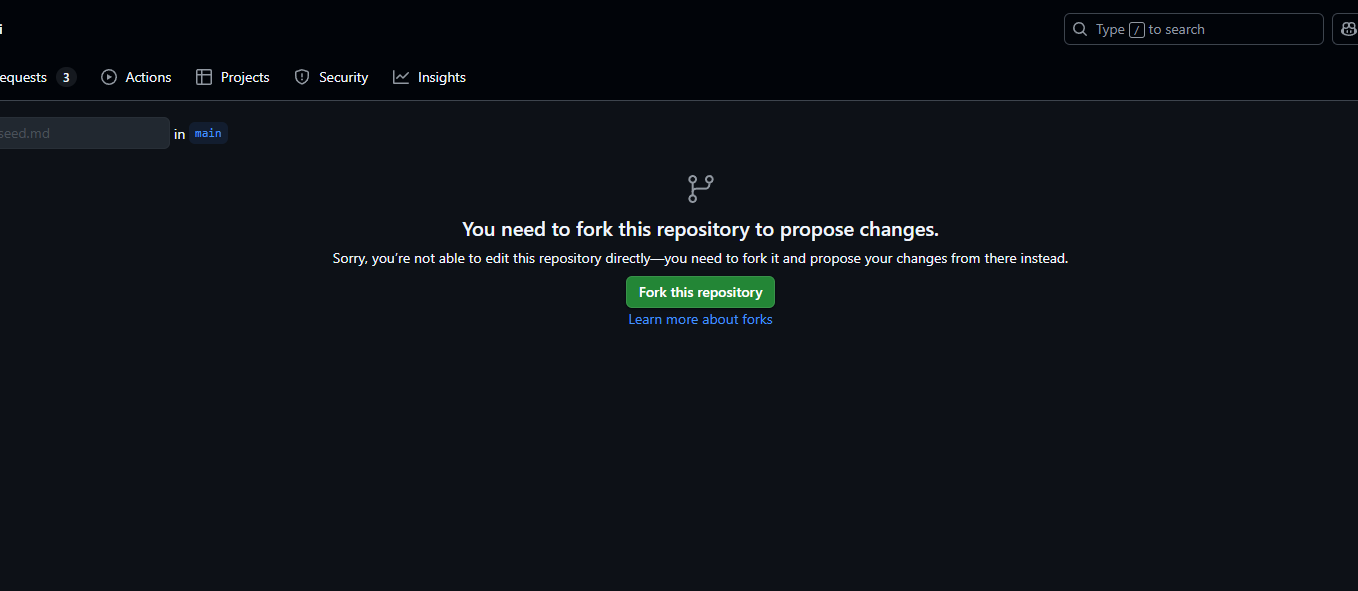 i
Type / to search
equests 3 Actions Projects Security Insights
seed.md in main
You need to fork this repository to propose changes.
Sorry, you’re not able to edit this repository directly—you need to fork it and propose your changes from there instead.
Fork this repository
Learn more about forks